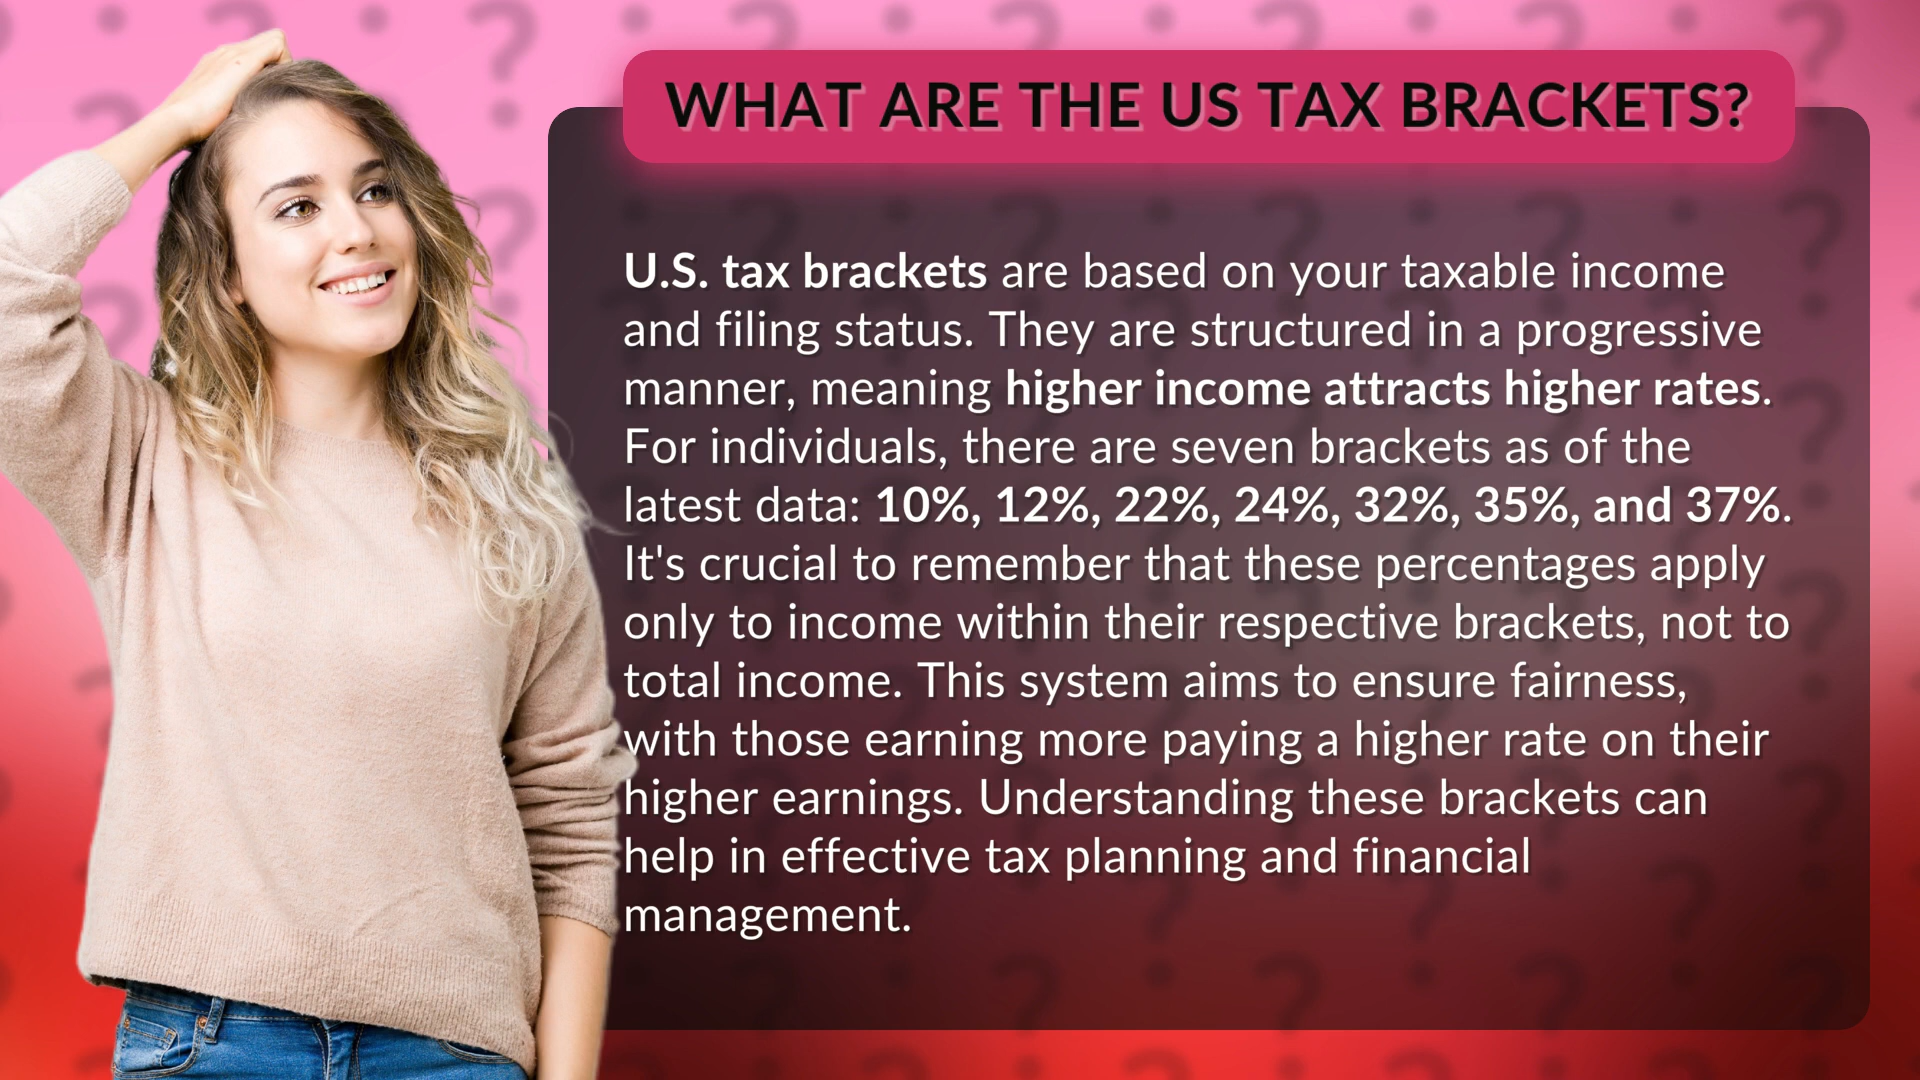 WHAT ARE THE US TAX BRACKETS?
U.S. tax brackets are based on your taxable income
and filing status. They are structured in a progressive
manner, meaning higher income attracts higher rates.
For individuals, there are seven brackets as of the
latest data: 10%, 12%, 22%, 24%, 32%, 35%, and 37%.
It's crucial to remember that these percentages apply
only to income within their respective brackets, not to
total income. This system aims to ensure fairness,
with those earning more paying a higher rate on their
higher earnings. Understanding these brackets can
help in effective tax planning and financial
management.